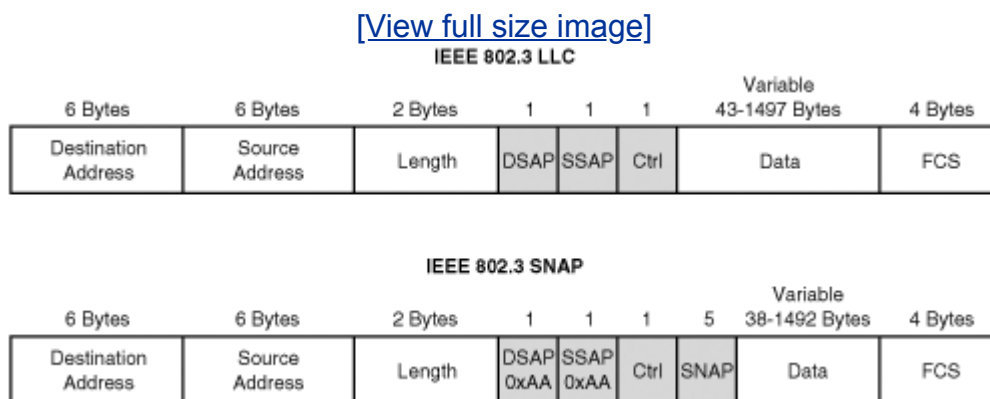 [View full size image]
IEEE 802.3 LLC
Variable
6 Bytes 6 Bytes 2 Bytes 1 1 1 43-1497 Bytes 4 Bytes
Destination Address Source Address Length DSAP SSAP Ctrl Data FCS
IEEE 802.3 SNAP
Variable
6 Bytes 6 Bytes 2 Bytes 1 1 1 5 38-1492 Bytes 4 Bytes
Destination Address Source Address Length DSAP 0xAA SSAP 0xAA Ctrl SNAP Data FCS